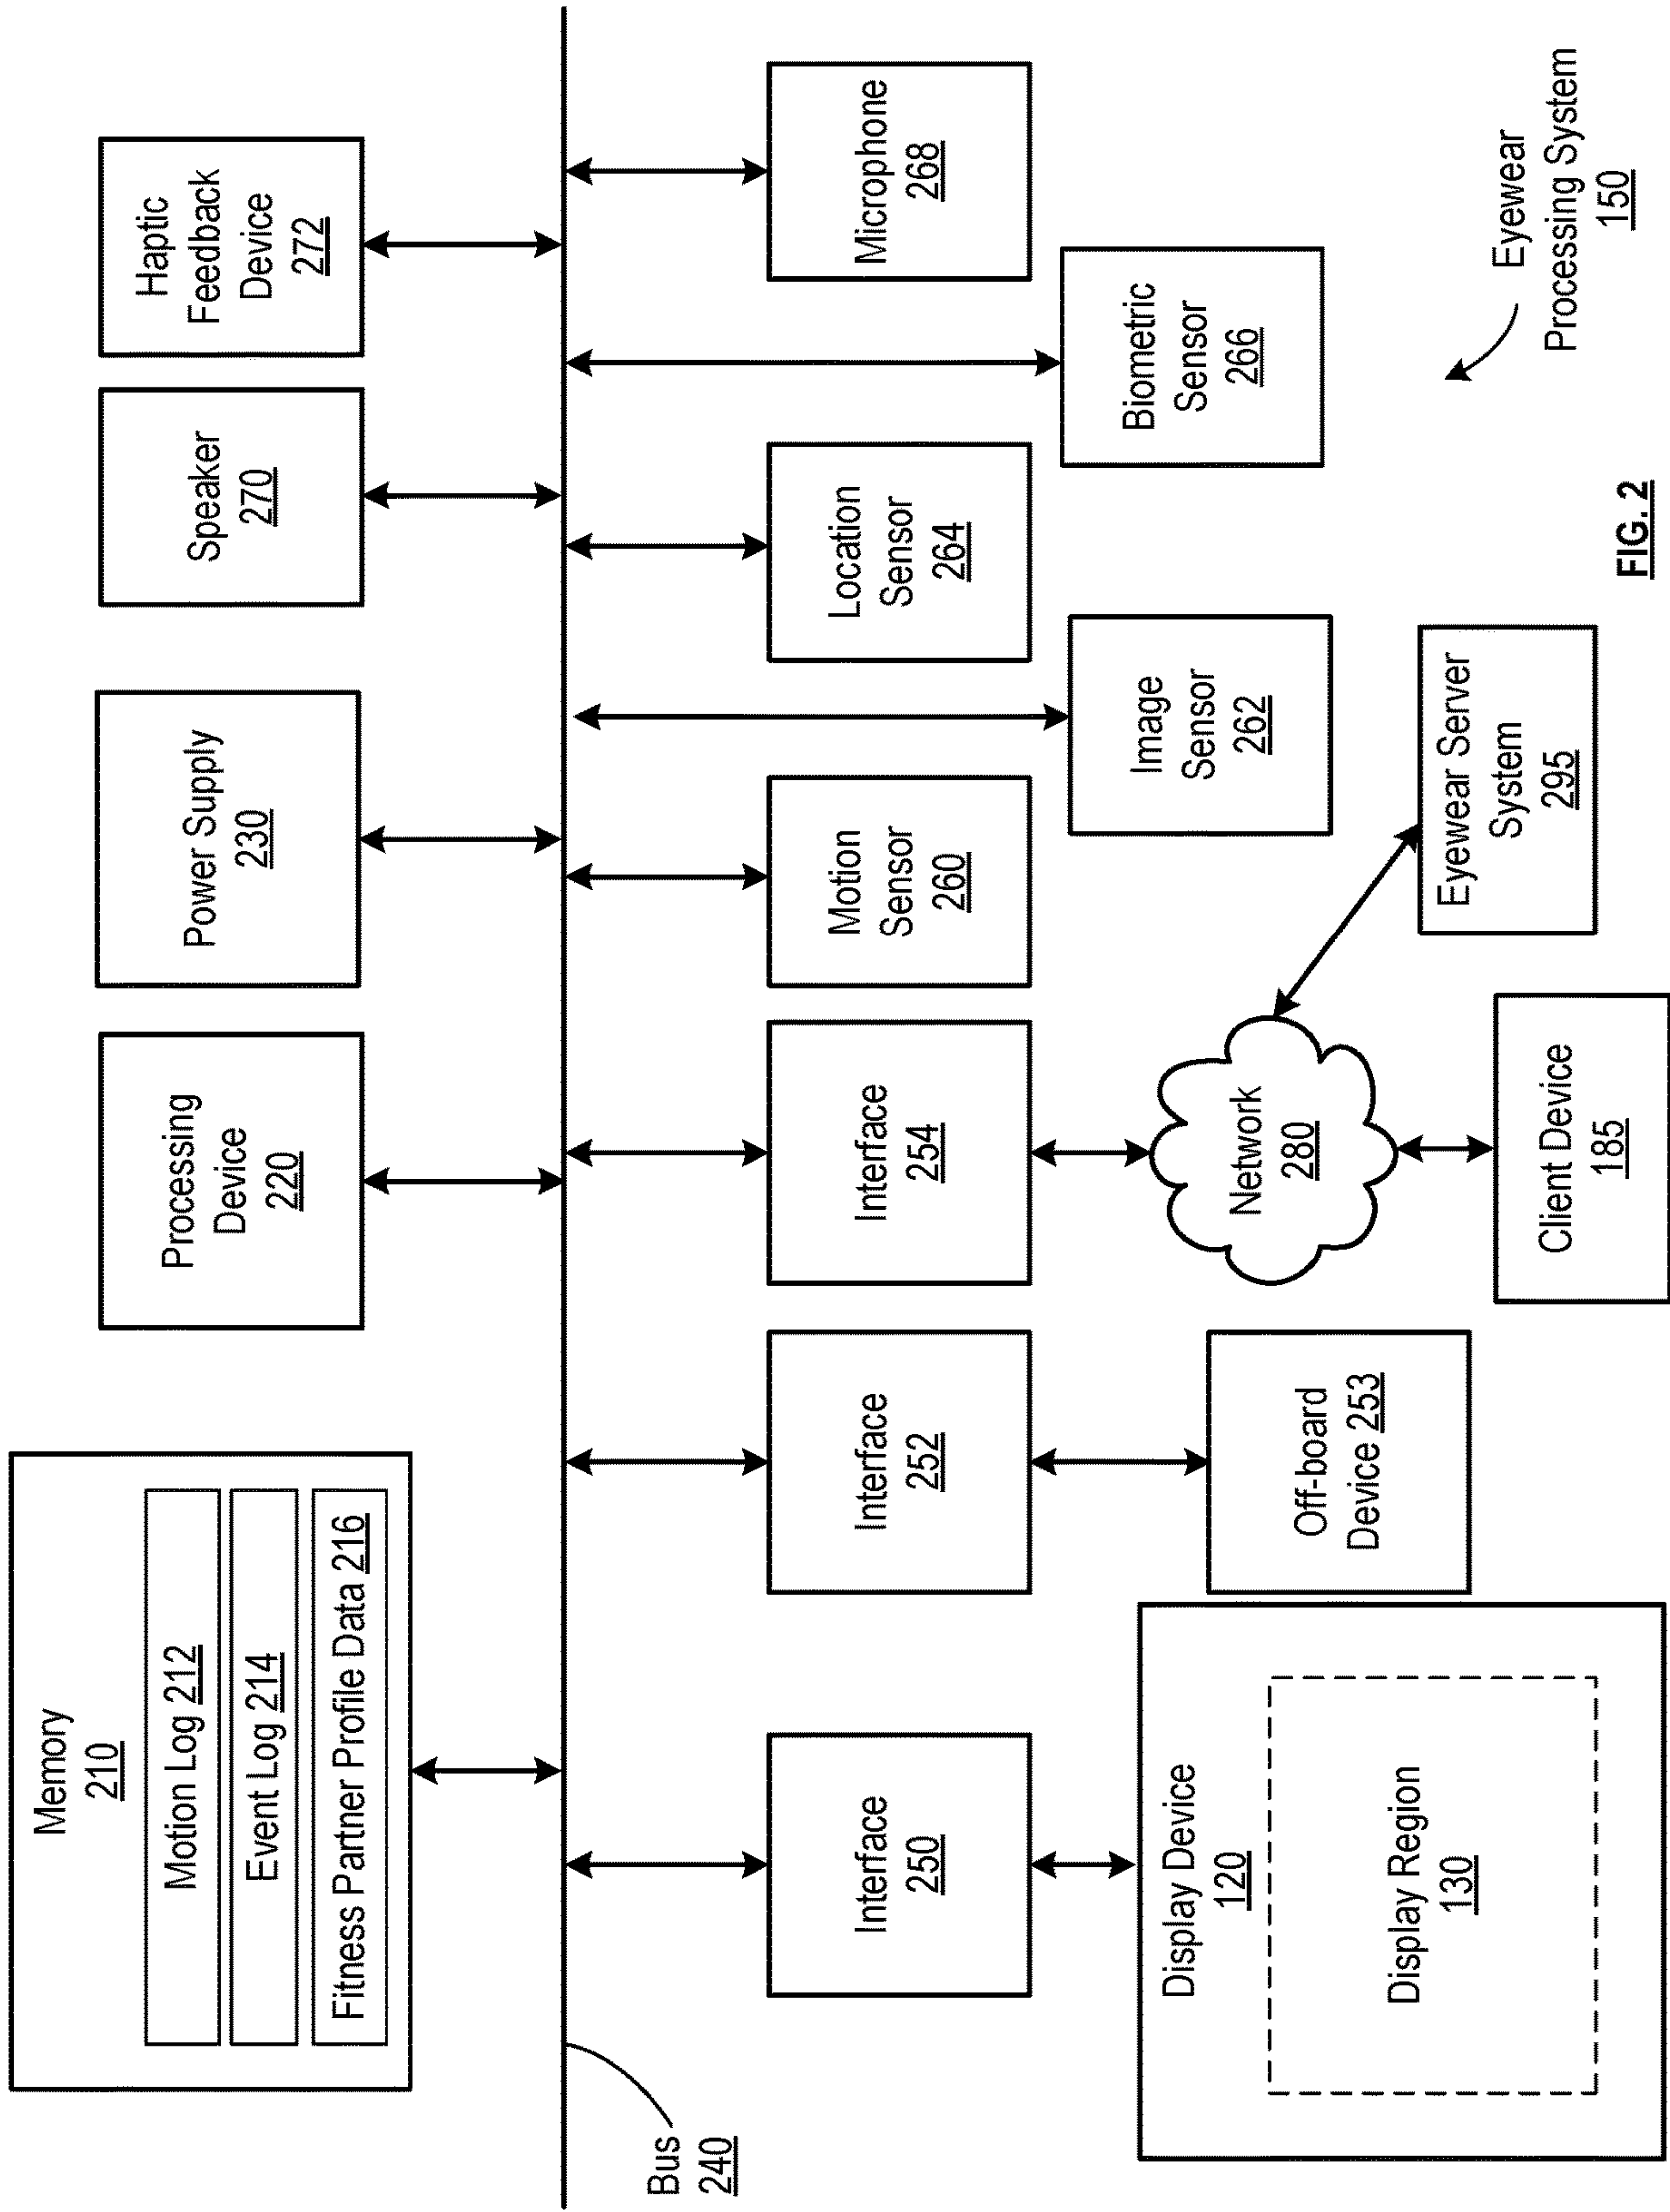 Memory
210
Motion Log 212
Event Log 214
Fitness Partner Profile Data 216
Processing
Device
220
Power Supply
230
Speaker
270
Haptic
Feedback
Device
272
Bus
240
Interface
250
Interface
252
Interface
254
Motion
Sensor
260
Image
Sensor
262
Location
Sensor
264
Biometric
Sensor
266
Microphone
268
Display Device
120
Display Region
130
Off-board
Device 253
Network
280
Client Device
185
Eyewear Server
System
295
Eyewear
Processing System
150
FIG. 2